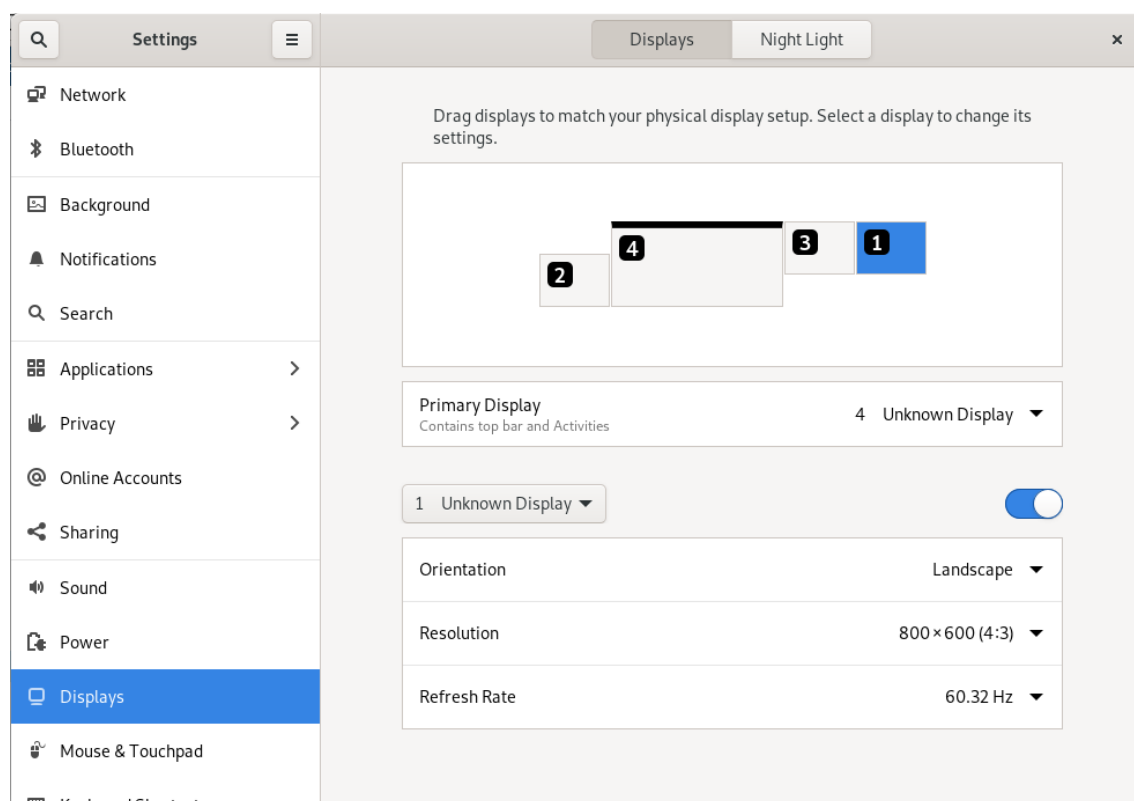 Settings
Displays
Night Light
Network
Bluetooth
Background
Notifications
Search
Applications
Privacy
Online Accounts
Sharing
Sound
Power
Displays
Mouse & Touchpad
Drag displays to match your physical display setup. Select a display to change its
settings.
2
4
3
1
Primary Display
Contains top bar and Activities
4 Unknown Display
1 Unknown Display
Orientation
Landscape
Resolution
800 × 600 (4:3)
Refresh Rate
60.32 Hz